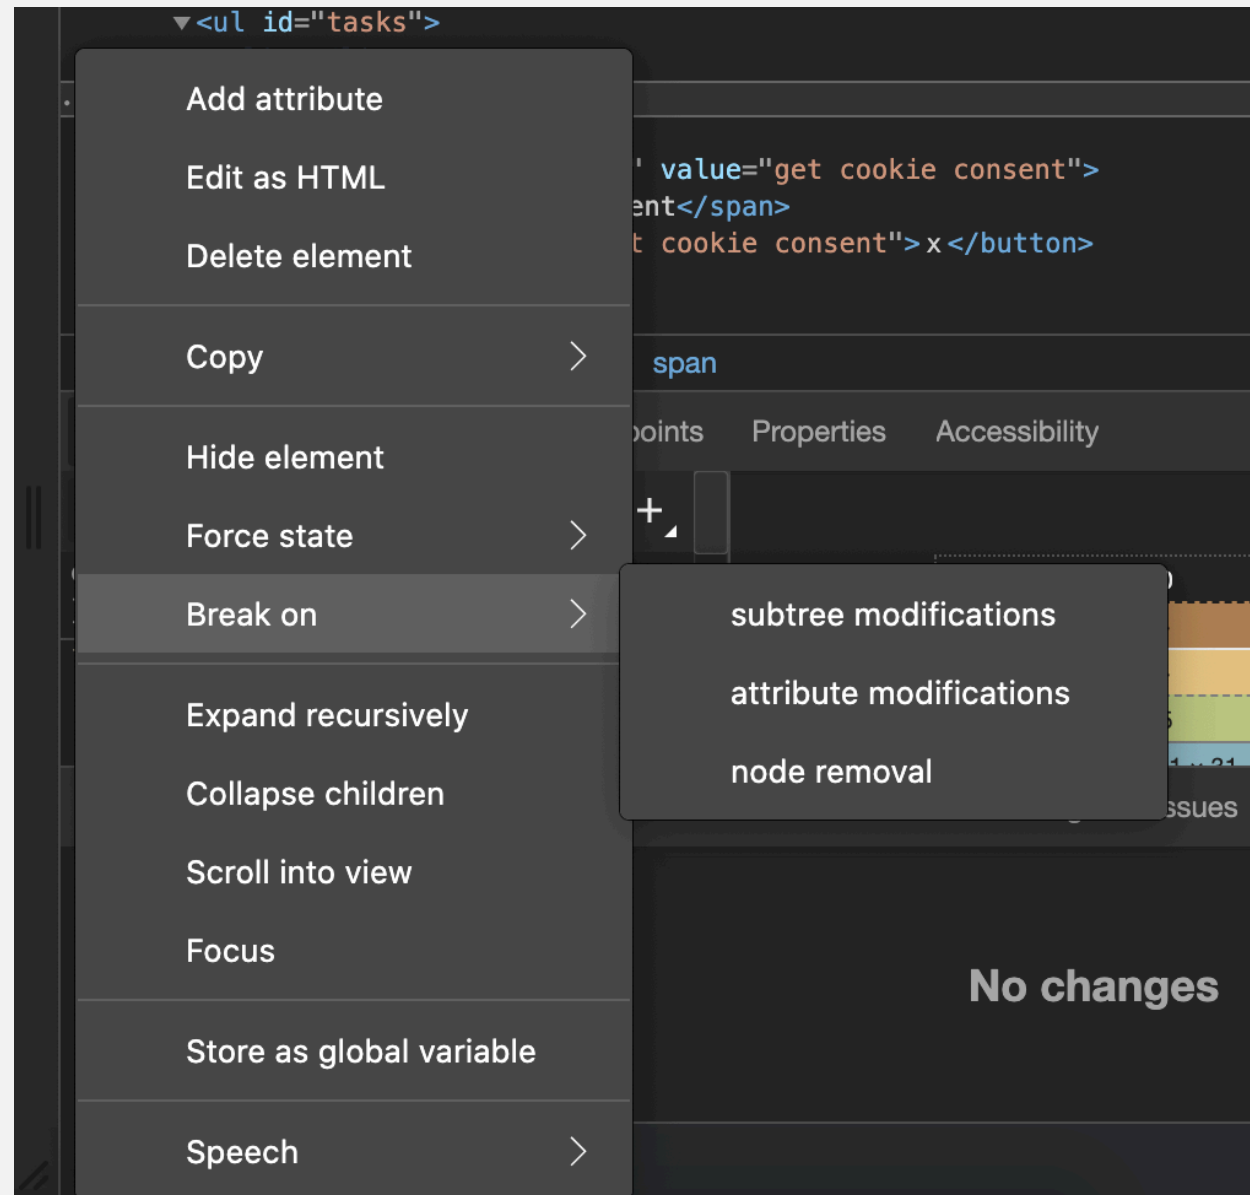 ▼<ul id="tasks">
Add attribute
Edit as HTML
Delete element
" value="get cookie consent">
ent</span>
t cookie consent">x</button>
Copy
span
Hide element
Force state
Break on
Expand recursively
Collapse children
Scroll into view
Focus
Store as global variable
Speech
Properties
Accessibility
+
subtree modifications
attribute modifications
node removal
ssues
No changes